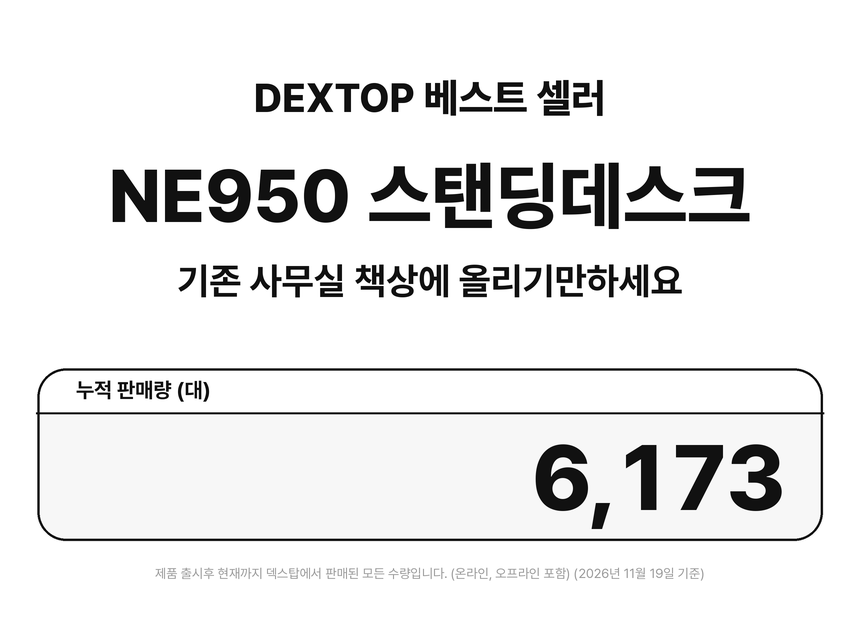 DEXTOP 베스트 셀러
NE950 스탠딩데스크
기존 사무실 책상에 올리기만하세요
누적 판매량 (대)
6,173
제품 출시후 현재까지 덱스탑에서 판매된 모든 수량입니다. (온라인, 오프라인 포함) (2026년 11월 19일 기준)